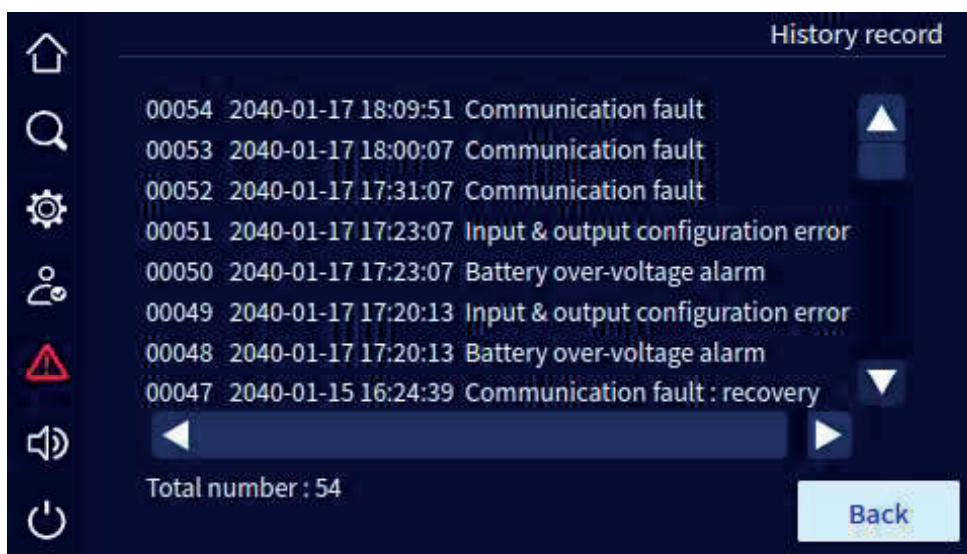 History record
00054 2040-01-17 18:09:51 Communication fault
00053 2040-01-17 18:00:07 Communication fault
00052 2040-01-17 17:31:07 Communication fault
00051 2040-01-17 17:23:07 Input & output configuration error
00050 2040-01-17 17:23:07 Battery over-voltage alarm
00049 2040-01-17 17:20:13 Input & output configuration error
00048 2040-01-17 17:20:13 Battery over-voltage alarm
00047 2040-01-15 16:24:39 Communication fault : recovery
Total number : 54
Back